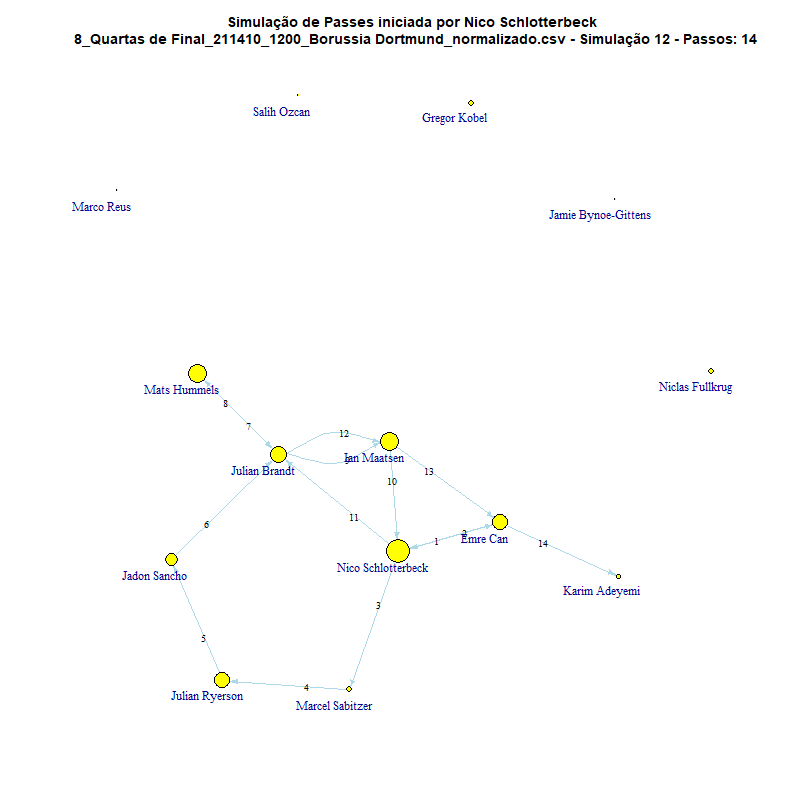 Simulação de Passes iniciada por Nico Schlotterbeck
8_Quartas de Final_211410_1200_Borussia Dortmund_normalizado.csv - Simulação 12 - Passos: 14
Salih Ozcan
Gregor Kobel
Marco Reus
Jamie Bynoe-Gittens
Niclas Fullkrug
Mats Hummels
8
7
12
9
Ian Maatsen
Julian Brandt
13
10
11
6
1
2
Emre Can
14
Nico Schlotterbeck
Jadon Sancho
Karim Adeyemi
3
5
4
Julian Ryerson
Marcel Sabitzer